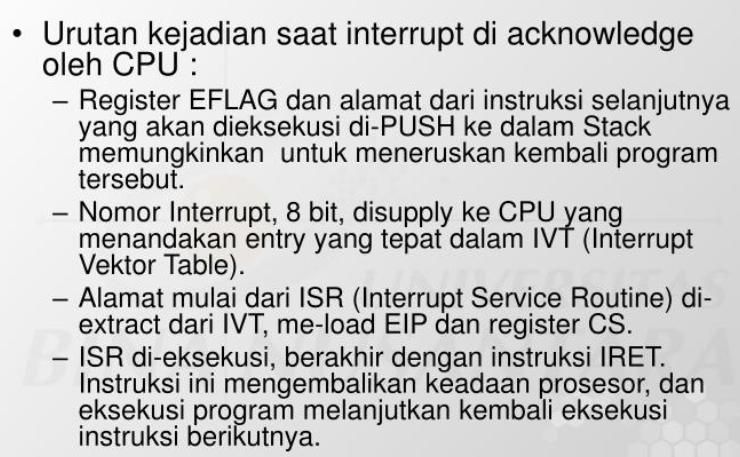 • Urutan kejadian saat interrupt di acknowledge
oleh CPU :
– Register EFLAG dan alamat dari instruksi selanjutnya
yang akan dieksekusi di-PUSH ke dalam Stack
memungkinkan untuk meneruskan kembali program
tersebut.
– Nomor Interrupt, 8 bit, disupply ke CPU yang
menandakan entry yang tepat dalam IVT (Interrupt
Vektor Table).
– Alamat mulai dari ISR (Interrupt Service Routine) di-
extract dari IVT, me-load EIP dan register CS.
– ISR di-eksekusi, berakhir dengan instruksi IRET.
Instruksi ini mengembalikan keadaan prosesor, dan
eksekusi program melanjutkan kembali eksekusi
instruksi berikutnya.